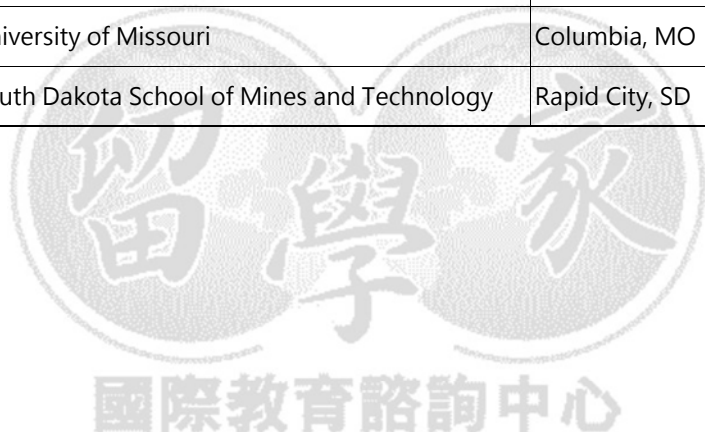 niversity of Missouri Columbia, MO
uth Dakota School of Mines and Technology Rapid City, SD
留學家
國際教育諮詢中心